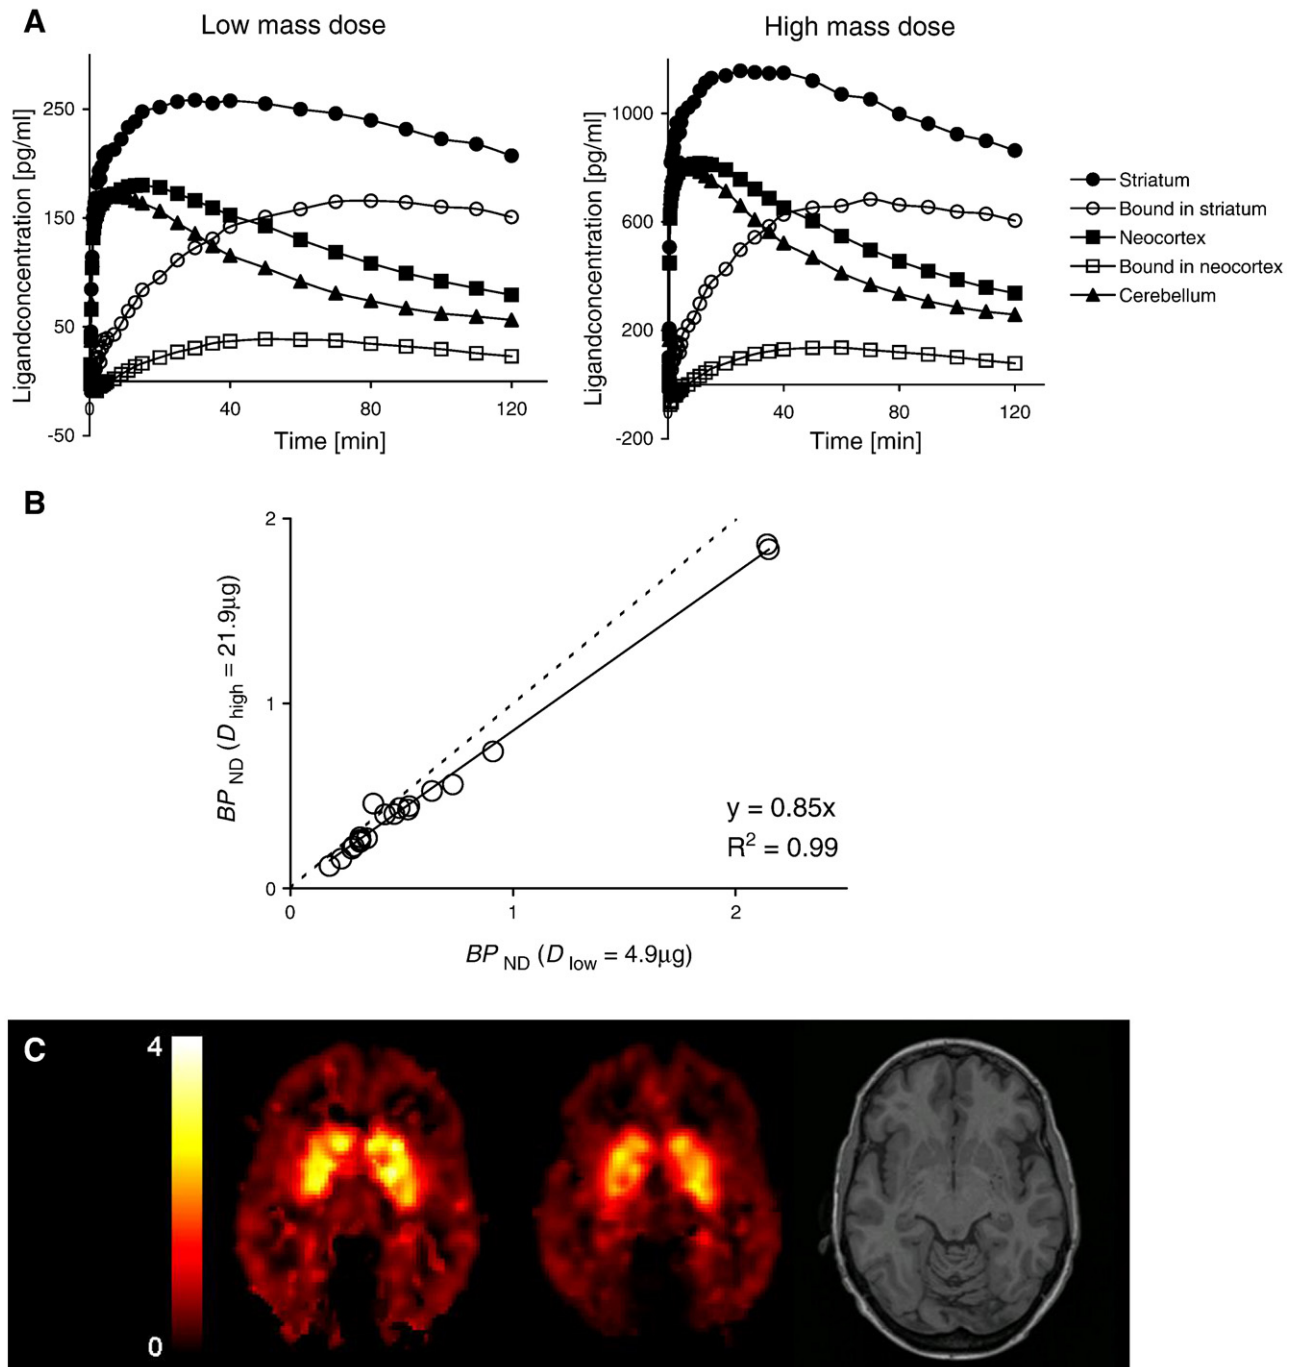 A
Low mass dose
High mass dose
Ligandconcentration [pg/ml]
250
150
50
-50
0
40
80
120
Time [min]
Ligandconcentration [pg/ml]
1000
600
200
-200
0
40
80
120
Time [min]
Striatum
Bound in striatum
Neocortex
Bound in neocortex
Cerebellum
B
BP ND (D high = 21.9µg)
2
1
0
0
1
2
y = 0.85x
R² = 0.99
BP ND (D low = 4.9µg)
C
4
0